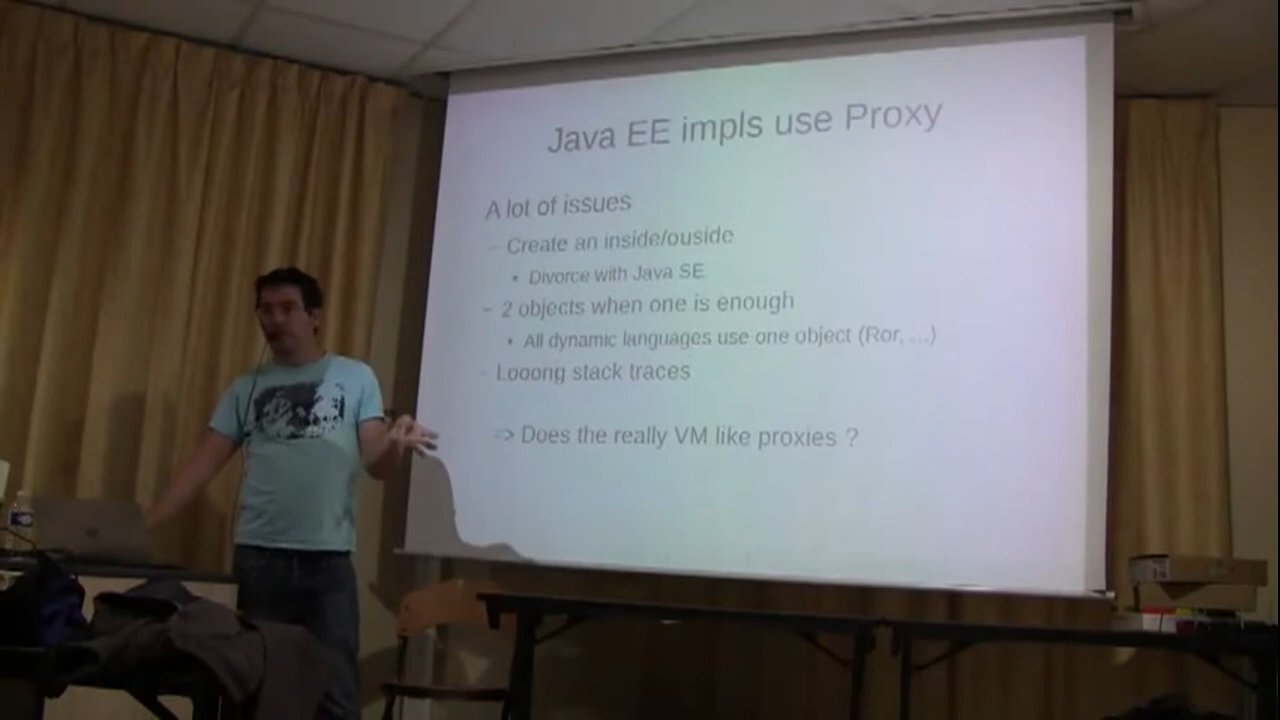 Java EE impls use Proxy
A lot of issues
– Create an inside/ouside
• Divorce with Java SE
– 2 objects when one is enough
• All dynamic languages use one object (Ror, ...)
– Looong stack traces
=> Does the really VM like proxies ?